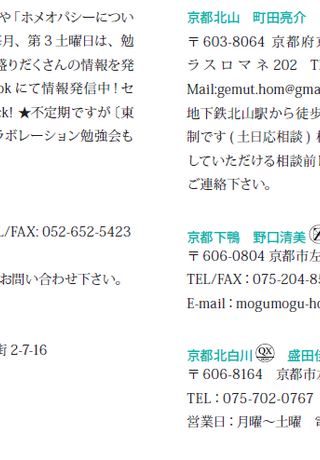 や「ホメオパシーについ
毎月、第３土曜日は、勉
盛りだくさんの情報を発
ok にて情報発信中！セ
ck! ★不定期ですが〔東
ラボレーション勉強会も
L/FAX: 052-652-5423
お問い合わせ下さい。
街 2-7-16
京都北山　町田亮介
〒603-8064 京都府京
ラスロマネ 202　T
Mail:gemut.hom@gma
地下鉄北山駅から徒歩
制です ( 土日応相談 )
していただける相談前
ご連絡下さい。
京都下鴨　野口清美
〒606-0804 京都市左
TEL/FAX：075-204-8
E-mail：mogumogu-ho
京都北白川 QX 盛田
〒606-8164　京都市左
TEL：075-702-0767
営業日：月曜～土曜